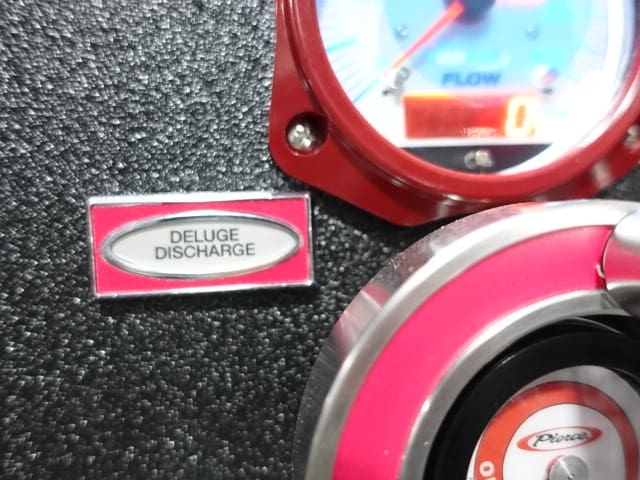 FLOW
0
DELUGE
DISCHARGE
Pierce